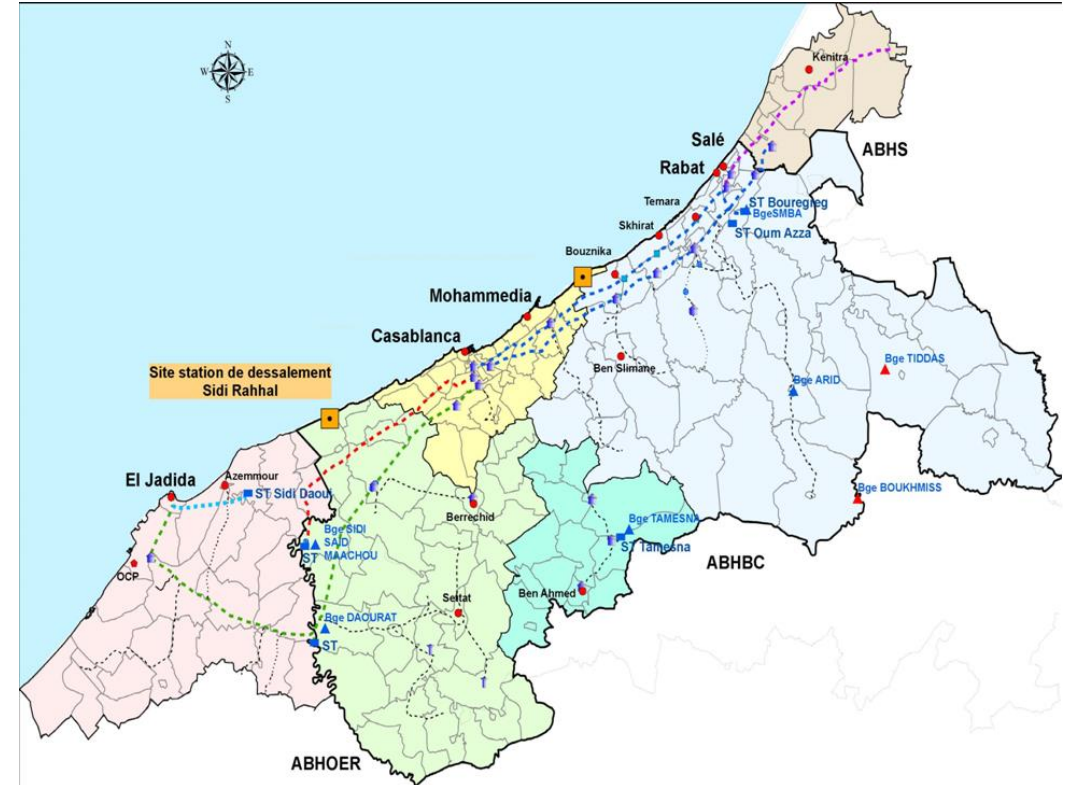 N
W
E
S
Kenitra
ABHS
Salé
Rabat
Temara
ST Bouregreg
BgeSMBA
ST Oum Azza
Skhirat
Bouznika
Mohammedia
Casablanca
Ben Slimane
Bge TIDDAS
Bge ARID
Site station de dessalement
Sidi Rahhal
El Jadida
Azemmour
ST Sidi Daoui
Bge BOUKHMISS
Berrechid
Bge TAMESNA
ST Tamesna
Bge SIDI
SAID
MAACHOU
ST
ABHBC
OCP
Ben Ahmed
Settat
Bge DAOURAT
ST
ABHOER